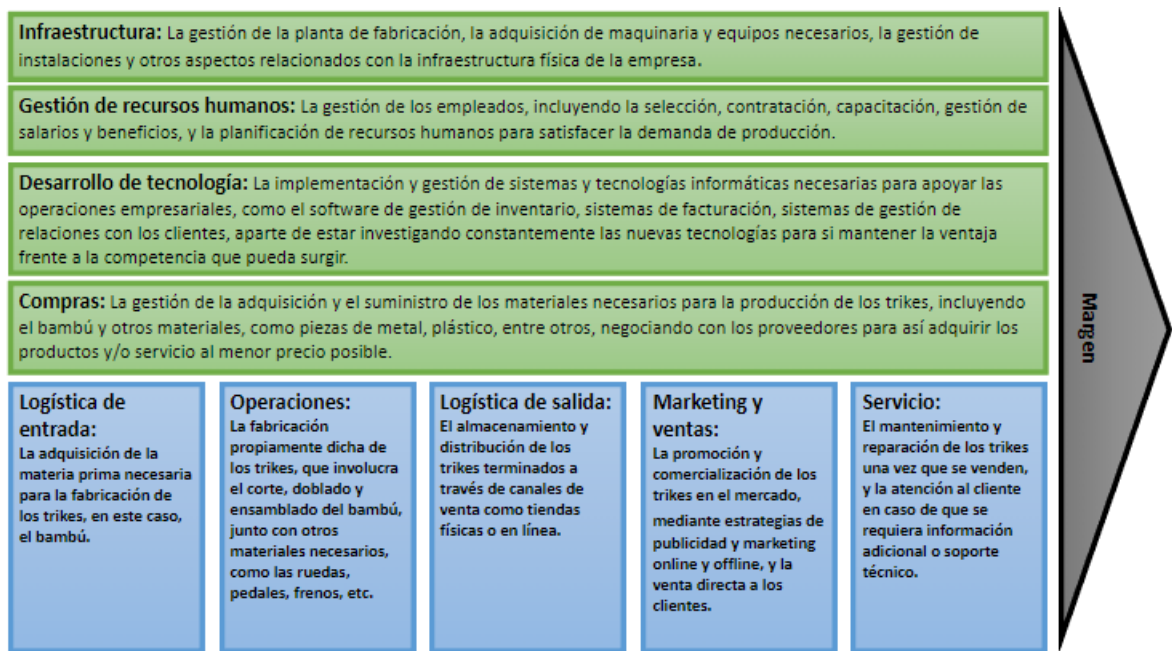 Infraestructura: La gestión de la planta de fabricación, la adquisición de maquinaria y equipos necesarios, la gestión de
instalaciones y otros aspectos relacionados con la infraestructura física de la empresa.
Gestión de recursos humanos: La gestión de los empleados, incluyendo la selección, contratación, capacitación, gestión de
salarios y beneficios, y la planificación de recursos humanos para satisfacer la demanda de producción.
Desarrollo de tecnología: La implementación y gestión de sistemas y tecnologías informáticas necesarias para apoyar las
operaciones empresariales, como el software de gestión de inventario, sistemas de facturación, sistemas de gestión de
relaciones con los clientes, aparte de estar investigando constantemente las nuevas tecnologías para si mantener la ventaja
frente a la competencia que pueda surgir.
Compras: La gestión de la adquisición y el suministro de los materiales necesarios para la producción de los trikes, incluyendo
el bambú y otros materiales, como piezas de metal, plástico, entre otros, negociando con los proveedores para así adquirir los
productos y/o servicio al menor precio posible.
Logística de
entrada:
La adquisición de la
materia prima necesaria
para la fabricación de
los trikes, en este caso,
el bambú.
Operaciones:
La fabricación
propiamente dicha de
los trikes, que involucra
el corte, doblado y
ensamblado del bambú,
junto con otros
materiales necesarios,
como las ruedas,
pedales, frenos, etc.
Logística de salida:
El almacenamiento y
distribución de los
trikes terminados a
través de canales de
venta como tiendas
físicas o en línea.
Marketing y
ventas:
La promoción y
comercialización de los
trikes en el mercado,
mediante estrategias de
publicidad y marketing
online y offline, y la
venta directa a los
clientes.
Servicio:
El mantenimiento y
reparación de los trikes
una vez que se venden,
y la atención al cliente
en caso de que se
requiera información
adicional o soporte
técnico.
Margen